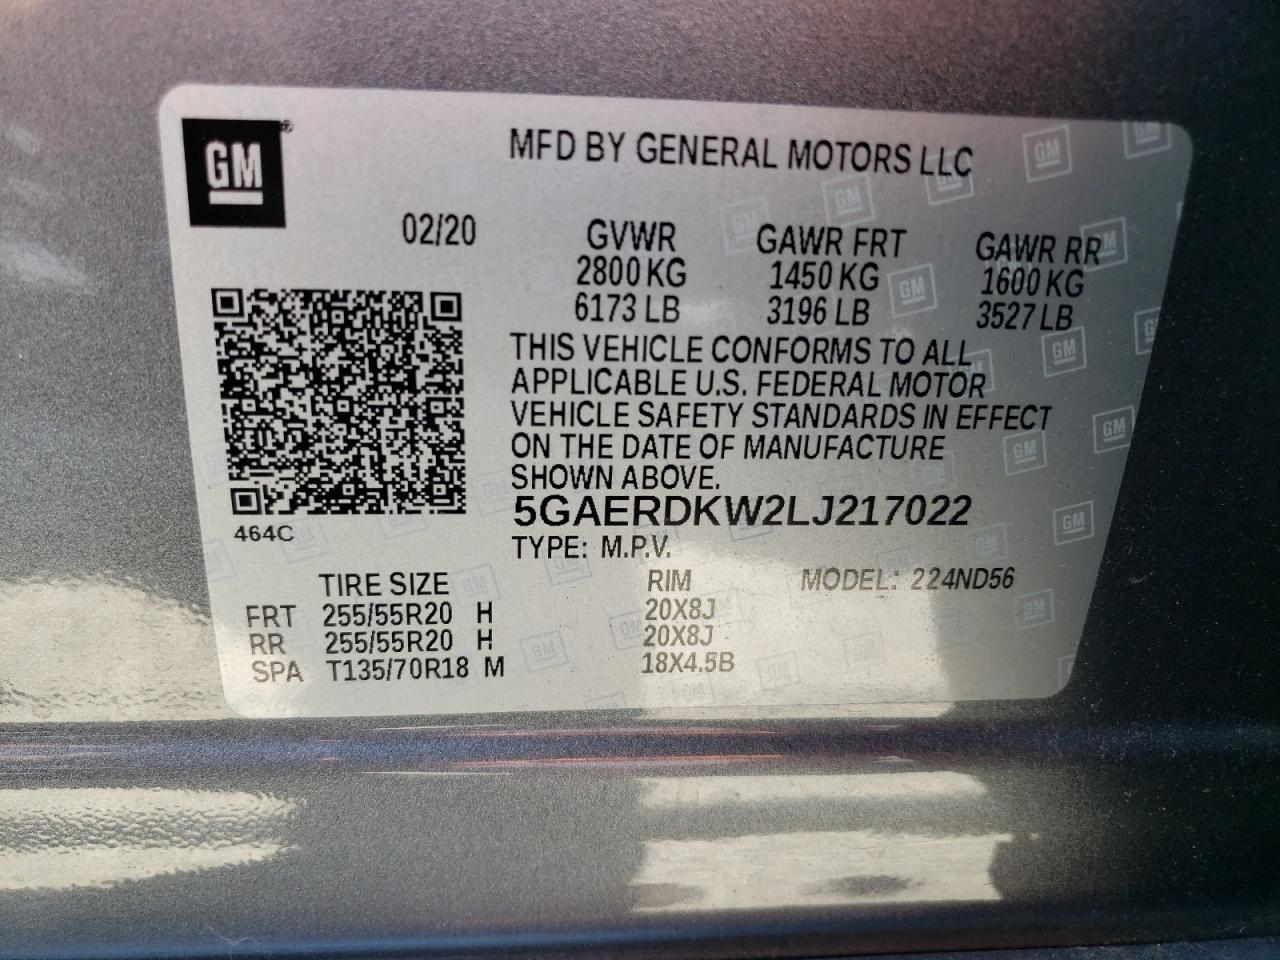 GM®
MFD BY GENERAL MOTORS LLC
02/20 GVWR GAWR FRT GAWR RR
2800 KG 1450 KG 1600 KG
6173 LB 3196 LB 3527 LB
THIS VEHICLE CONFORMS TO ALL
APPLICABLE U.S. FEDERAL MOTOR
VEHICLE SAFETY STANDARDS IN EFFECT
ON THE DATE OF MANUFACTURE
SHOWN ABOVE.
5GAERDKW2LJ217022
464C
TYPE: M.P.V.
TIRE SIZE RIM MODEL: 224ND56
FRT 255/55R20 H 20X8J
RR 255/55R20 H 20X8J
SPA T135/70R18 M 18X4.5B